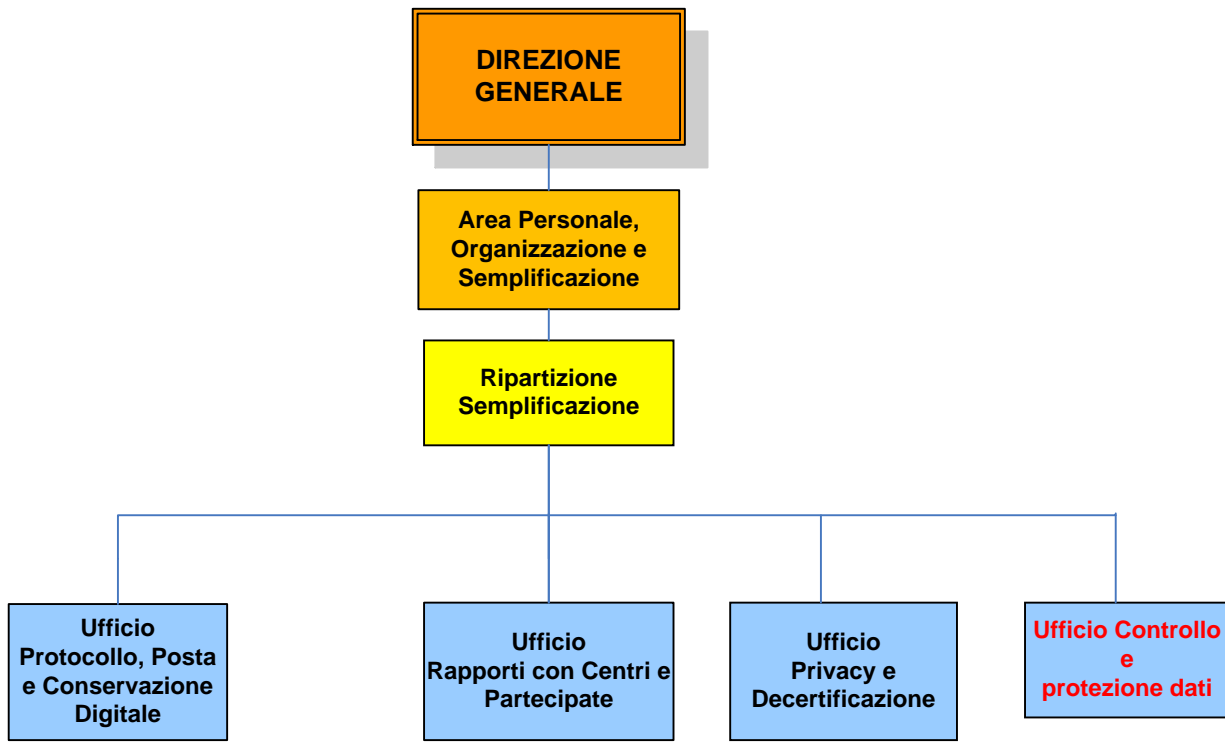 DIREZIONE
GENERALE
Area Personale,
Organizzazione e
Semplificazione
Ripartizione
Semplificazione
Ufficio
Protocollo, Posta
e Conservazione
Digitale
Ufficio
Rapporti con Centri e
Partecipate
Ufficio
Privacy e
Decertificazione
Ufficio Controllo
e
protezione dati